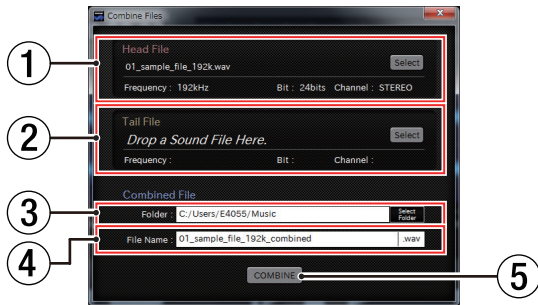 Combine Files
1
Head File
01_sample_file_192k.wav
Select
Frequency : 192kHz Bit : 24bits Channel : STEREO
2
Tail File
Drop a Sound File Here.
Select
Frequency : Bit : Channel :
Combined File
3
Folder : C:/Users/E4055/Music
Select
Folder
4
File Name : 01_sample_file_192k_combined .wav
COMBINE
5